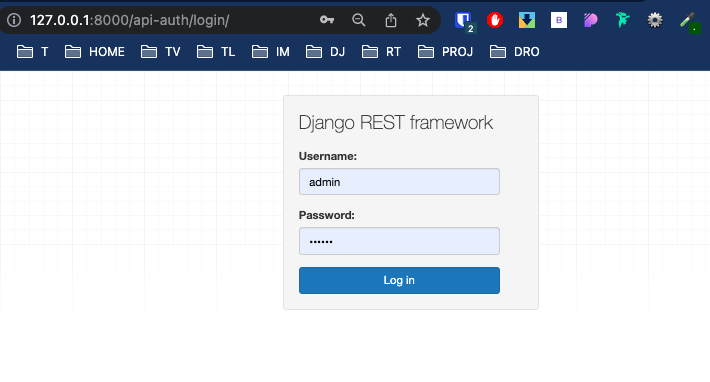 127.0.0.1:8000/api-auth/login/
2
B
T HOME TV TL IM DJ RT PROJ DRO
Django REST framework
Username:
admin
Password:
••••••
Log in